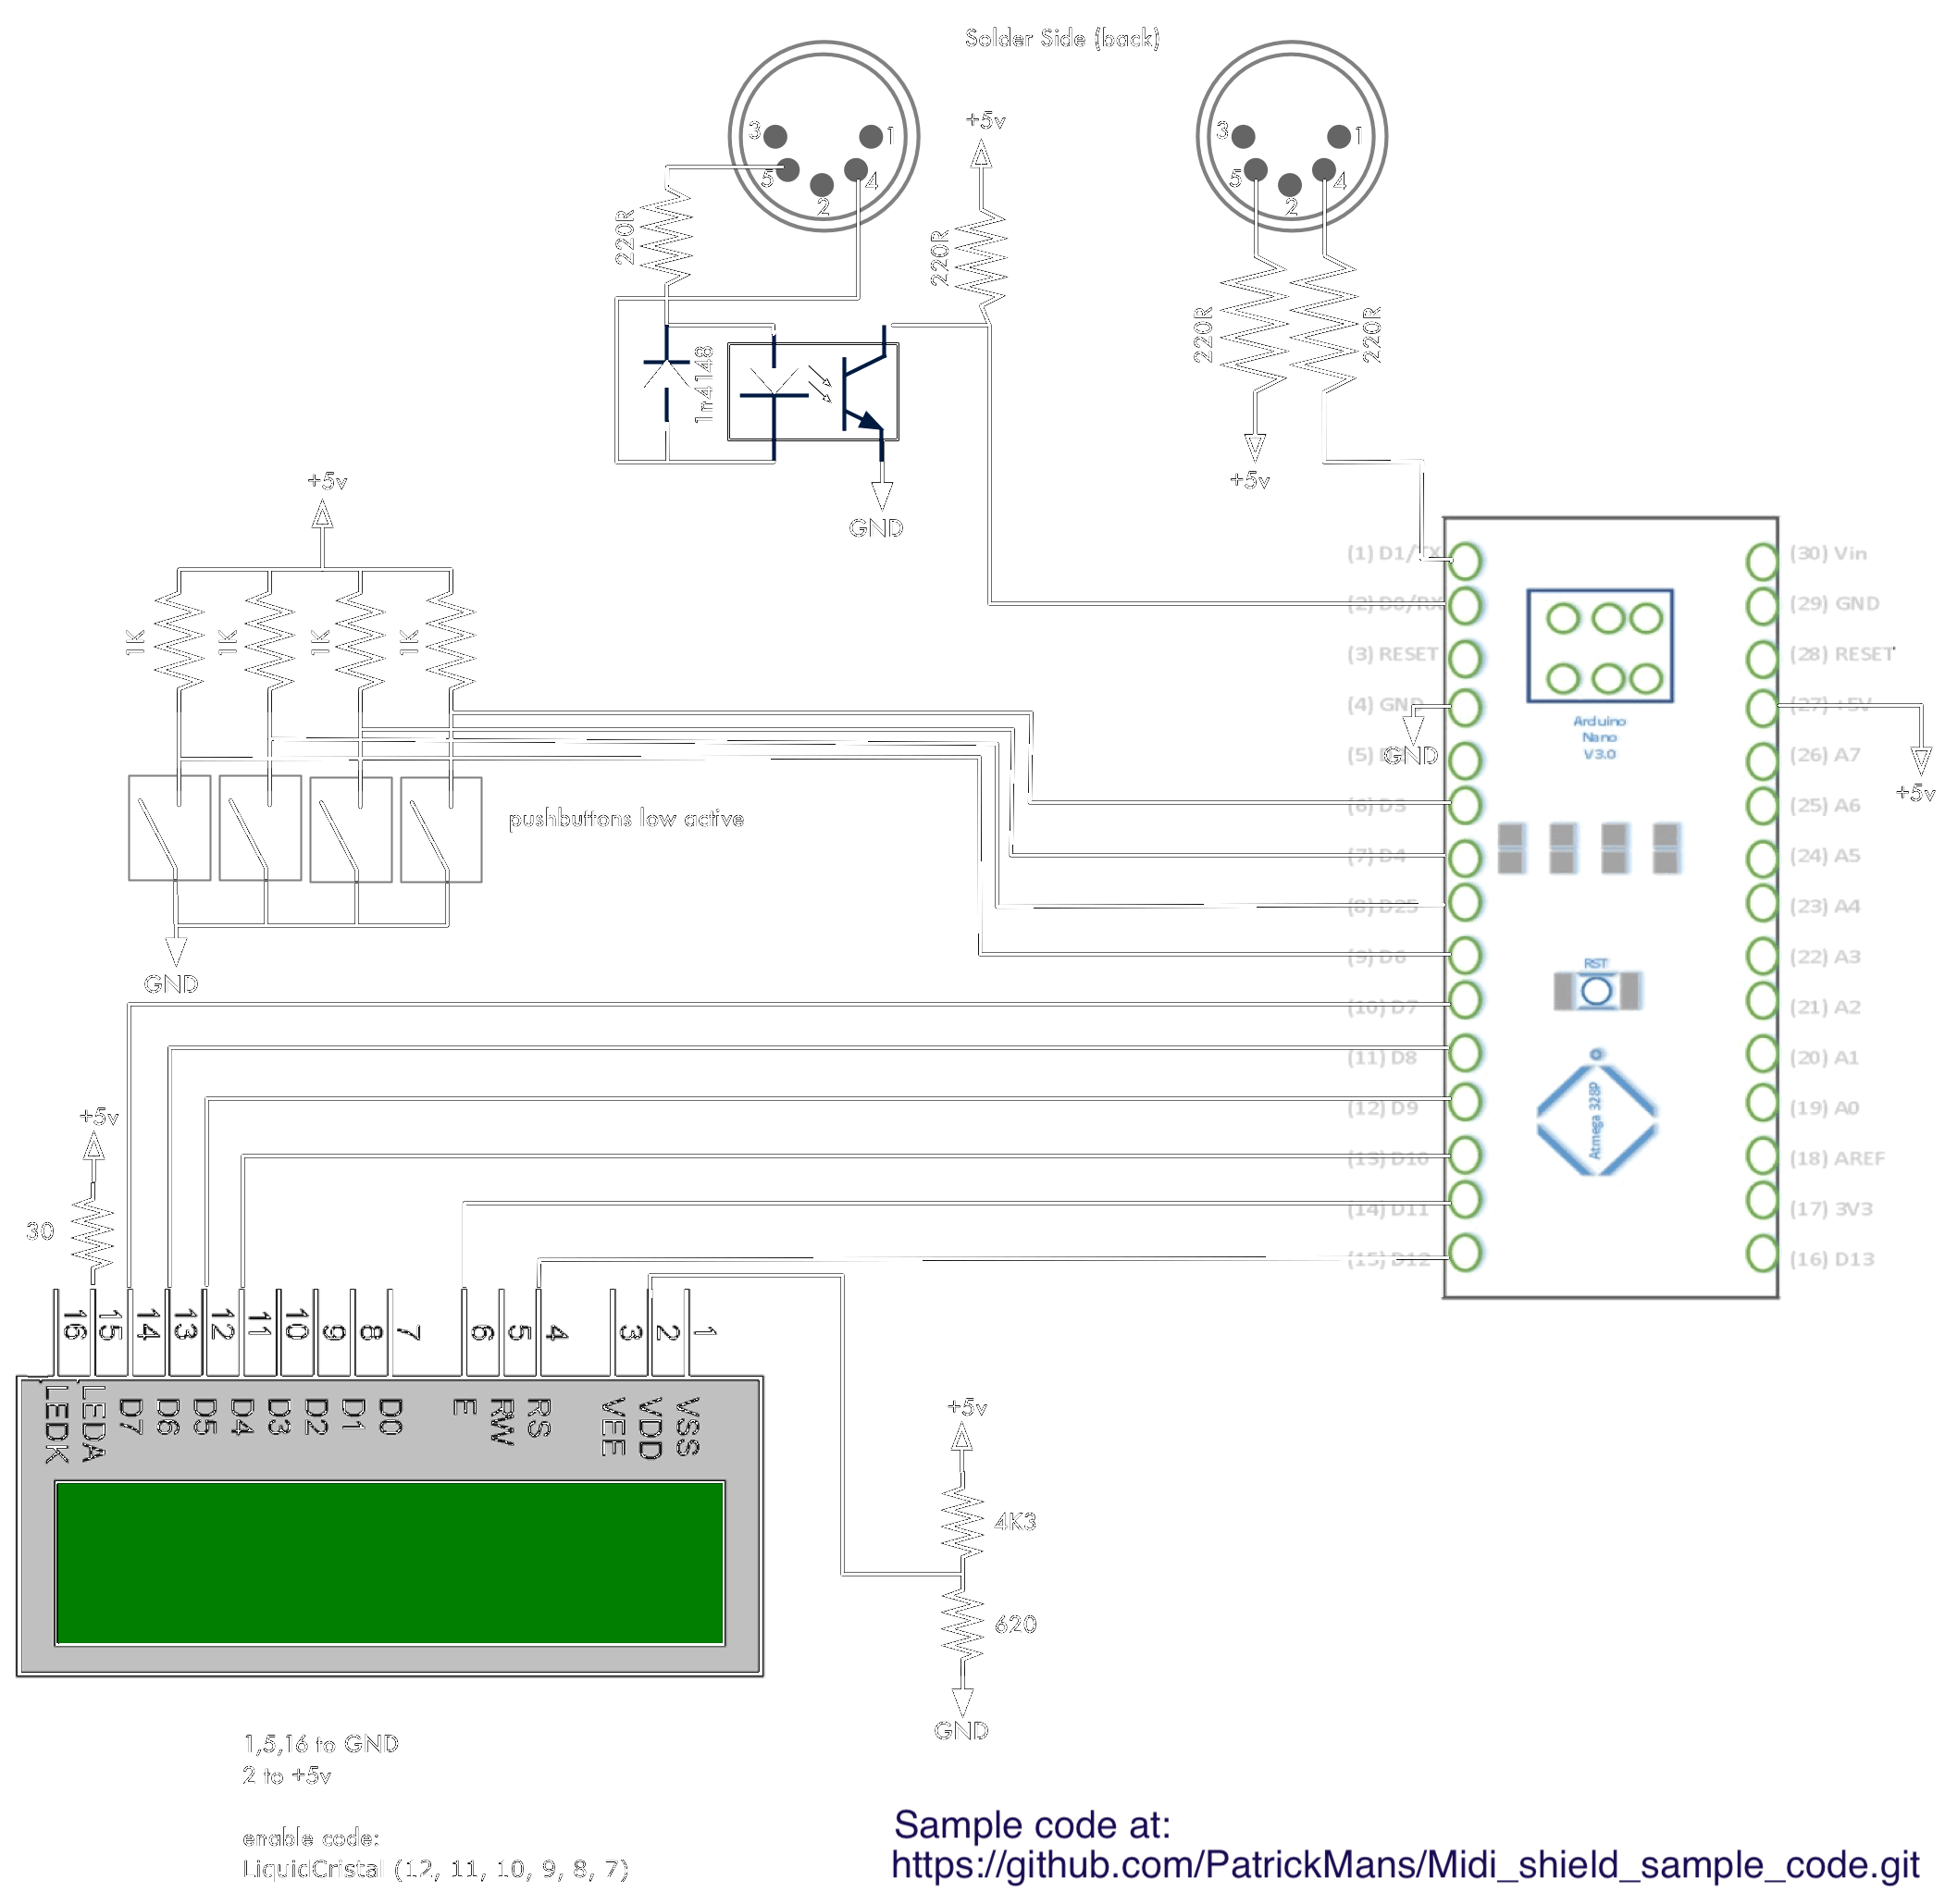 Solder Side (back)
+5v
3
1
5
4
2
3
1
5
4
2
220R
220R
220R
220R
1n4148
+5v
GND
+5v
1K
1K
1K
1K
pushbuttons low active
GND
(1) D1/TX
(2) D0/RX
(3) RESET
(4) GND
(5)
GND
(6) D3
(7) D4
(8) D25
(9) D6
(10) D7
(11) D8
(12) D9
(13) D10
(14) D11
(15) D12
Arduino
Nano
V3.0
RST
Atmega 328P
(30) Vin
(29) GND
(28) RESET
(27) +5V
(26) A7
(25) A6
(24) A5
(23) A4
(22) A3
(21) A2
(20) A1
(19) A0
(18) AREF
(17) 3V3
(16) D13
+5v
+5v
30
16
15
14
13
12
11
10
9
8
7
6
5
4
3
2
1
LEDK
LEDA
D7
D6
D5
D4
D3
D2
D1
D0
E
RW
RS
VEE
VDD
VSS
+5v
4K3
620
GND
1,5,16 to GND
2 to +5v
enable code:
LiquidCristal (12, 11, 10, 9, 8, 7)
Sample code at:
https://github.com/PatrickMans/Midi_shield_sample_code.git